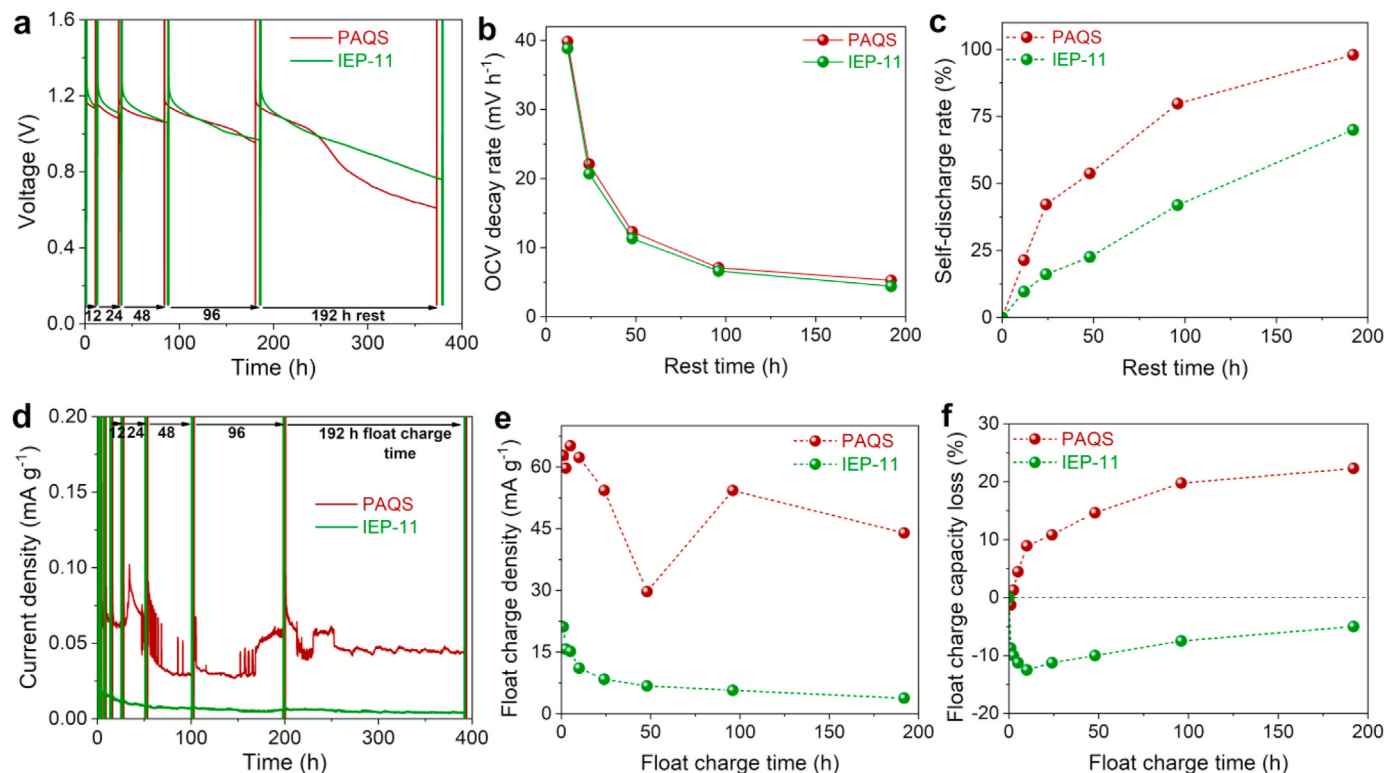 a
1.6
1.2
0.8
0.4
0.0
Voltage (V)
PAQS
IEP-11
12
24
48
96
192 h rest
0
100
200
300
400
Time (h)
b
40
30
20
10
0
OCV decay rate (mV h-1)
PAQS
IEP-11
0
50
100
150
200
Rest time (h)
c
100
75
50
25
0
Self-discharge rate (%)
PAQS
IEP-11
0
50
100
150
200
Rest time (h)
d
0.20
0.15
0.10
0.05
0.00
Current density (mA g-1)
12
24
48
96
192 h float charge
time
PAQS
IEP-11
0
100
200
300
400
Time (h)
e
60
45
30
15
0
Float charge density (mA g-1)
PAQS
IEP-11
0
50
100
150
200
Float charge time (h)
f
30
20
10
0
-10
-20
Float charge capacity loss (%)
PAQS
IEP-11
0
50
100
150
200
Float charge time (h)